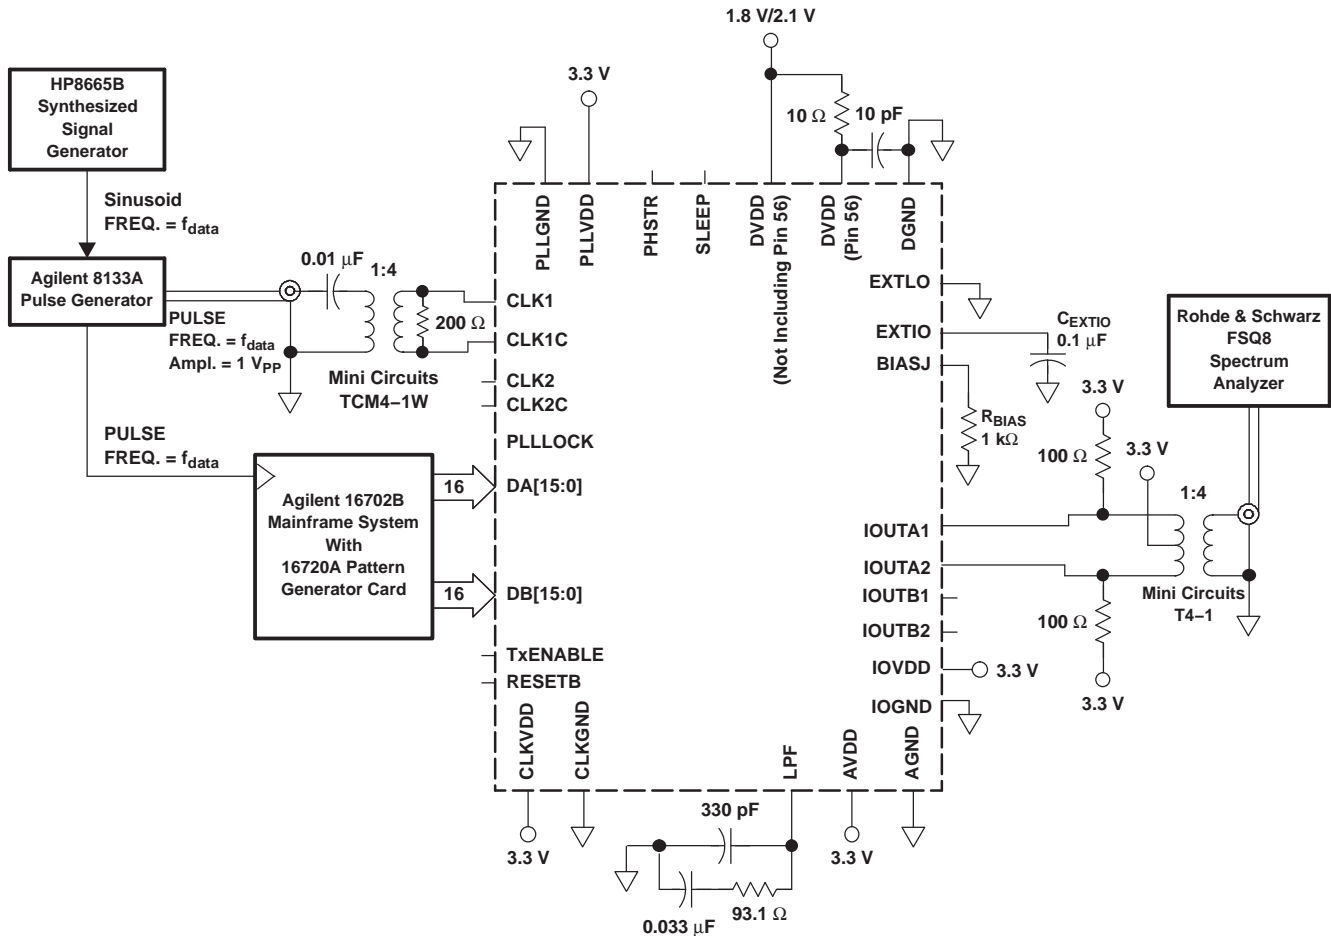 1.8 V/2.1 V
3.3 V
10 Ω
10 pF
HP8665B
Synthesized
Signal
Generator
Sinusoid
FREQ. = fdata
Agilent 8133A
Pulse Generator
PULSE
FREQ. = fdata
Ampl. = 1 VPP
0.01 μF
1:4
200 Ω
Mini Circuits
TCM4−1W
PULSE
FREQ. = fdata
Agilent 16702B
Mainframe System
With
16720A Pattern
Generator Card
16
16
PLLGND
PLLVDD
PHSTR
SLEEP
DVDD
(Not Including Pin 56)
DVDD
(Pin 56)
DGND
CLK1
CLK1C
CLK2
CLK2C
PLLLOCK
DA[15:0]
DB[15:0]
TxENABLE
RESETB
CLKVDD
CLKGND
LPF
AVDD
AGND
EXTLO
EXTIO
BIASJ
IOUTA1
IOUTA2
IOUTB1
IOUTB2
IOVDD
IOGND
CEXTIO
0.1 μF
RBIAS
1 kΩ
3.3 V
100 Ω
3.3 V
1:4
Rohde & Schwarz
FSQ8
Spectrum
Analyzer
Mini Circuits
T4−1
100 Ω
3.3 V
3.3 V
3.3 V
330 pF
0.033 μF
93.1 Ω
3.3 V